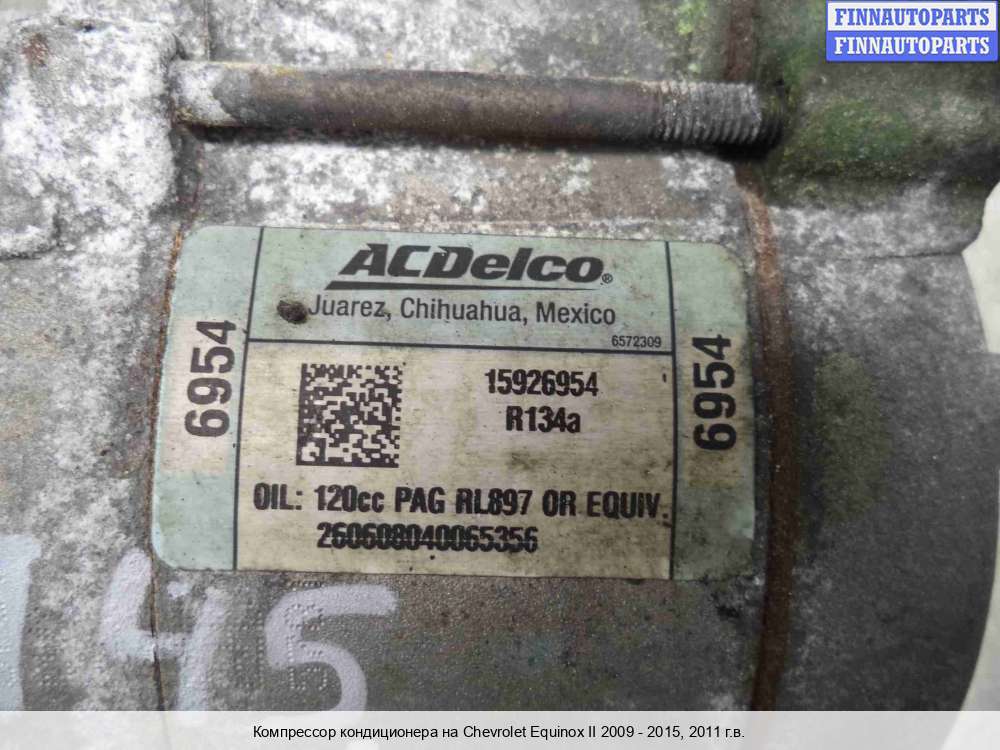 FINNAUTOPARTS
FINNAUTOPARTS
ACDelco®
Juarez, Chihuahua, Mexico
6572309
6954
15926954
R134a
6954
OIL: 120cc PAG RL897 OR EQUIV.
260608040065356
145
Компрессор кондиционера на Chevrolet Equinox II 2009 - 2015, 2011 г.в.